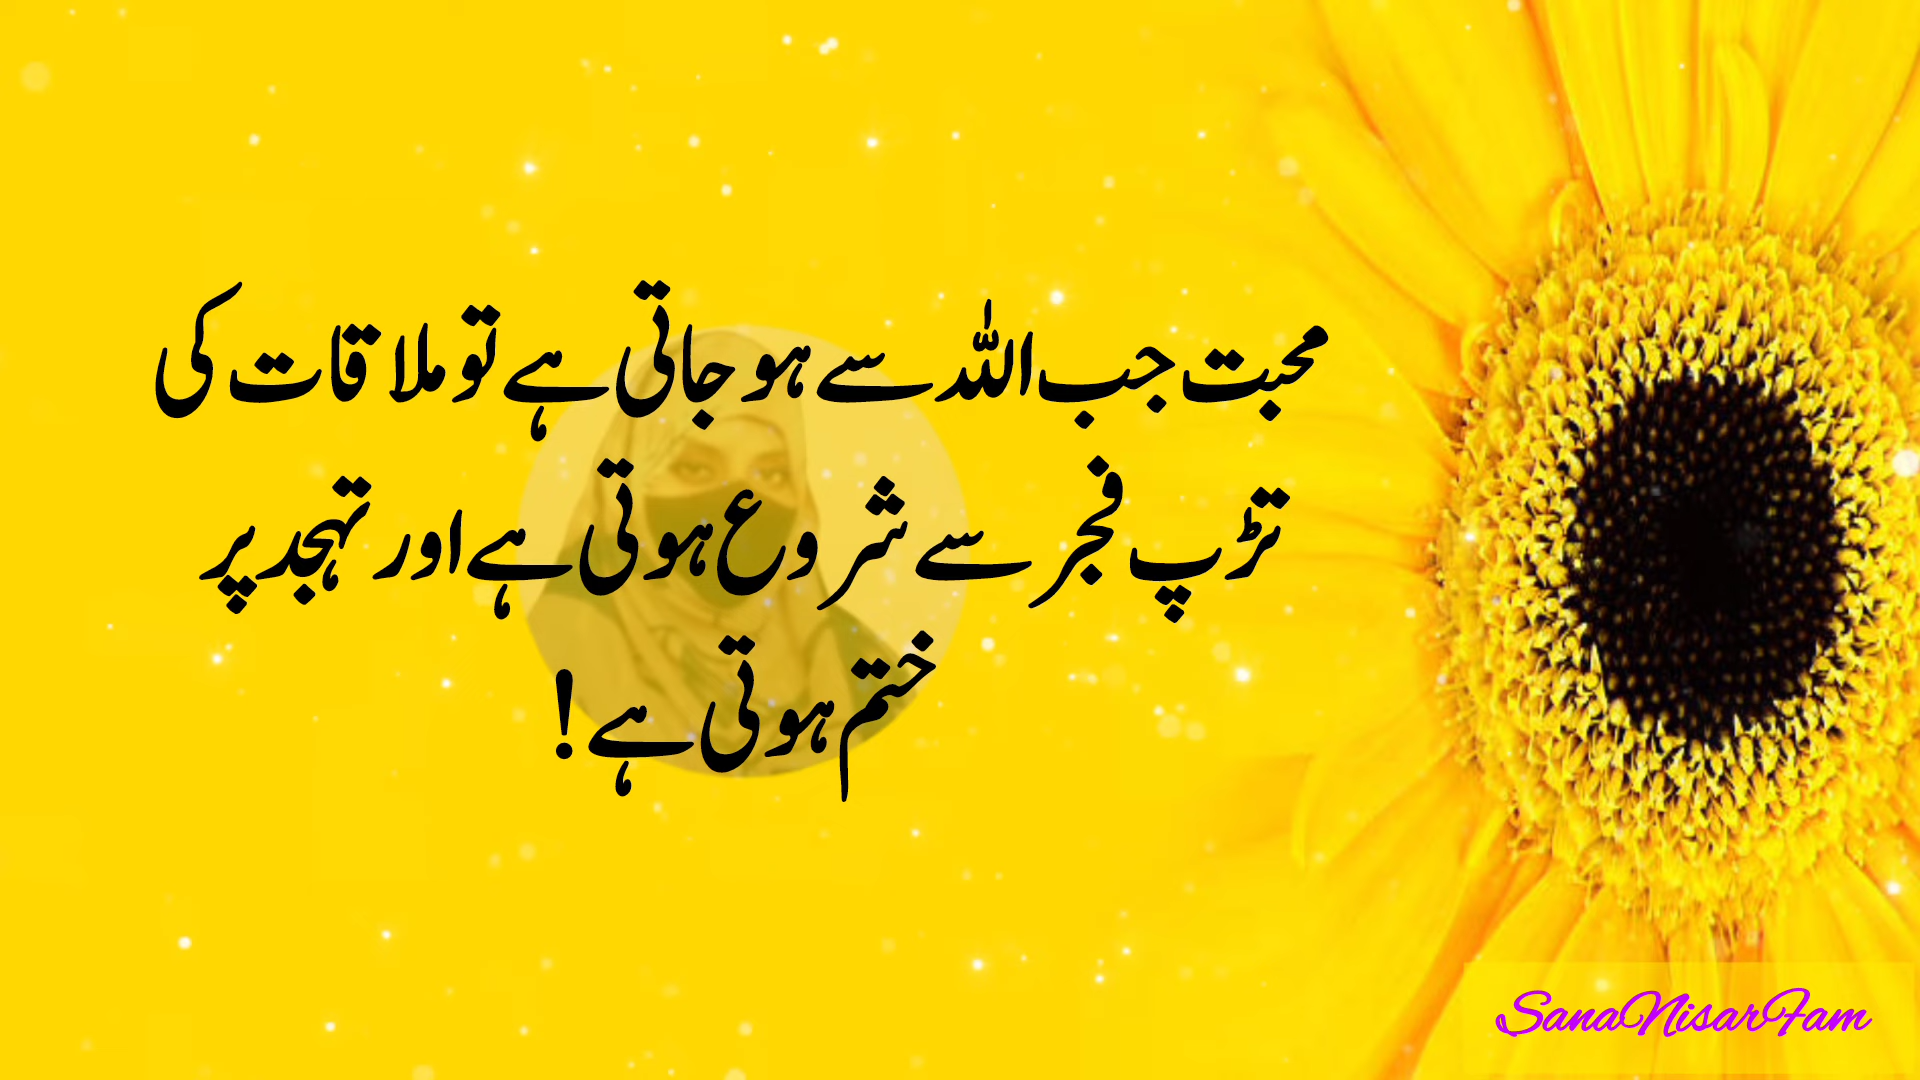 محبت جب اللہ سے ہو جاتی ہے تو ملاقات کی
تڑپ فجر سے شروع ہوتی ہے اور تہجد پر
ختم ہوتی ہے !
SanaNisarFam